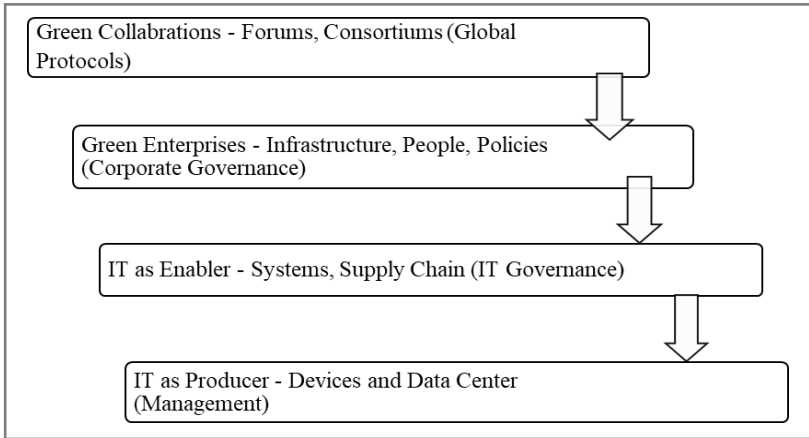 Green Collabrations - Forums, Consortiums (Global
Protocols)
Green Enterprises - Infrastructure, People, Policies
(Corporate Governance)
IT as Enabler - Systems, Supply Chain (IT Governance)
IT as Producer - Devices and Data Center
(Management)